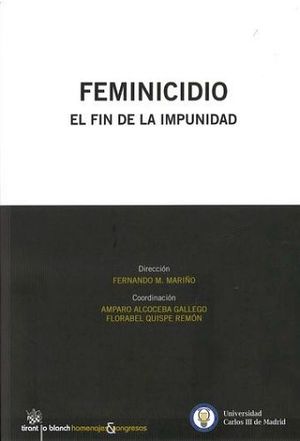 FEMINICIDIO
EL FIN DE LA IMPUNIDAD
Dirección
FERNANDO M. MARIÑO
Coordinación
AMPARO ALCOCEBA GALLEGO
FLORABEL QUISPE REMÓN
tirant lo blanch homenajes & congresos
Universidad
Carlos III de Madrid